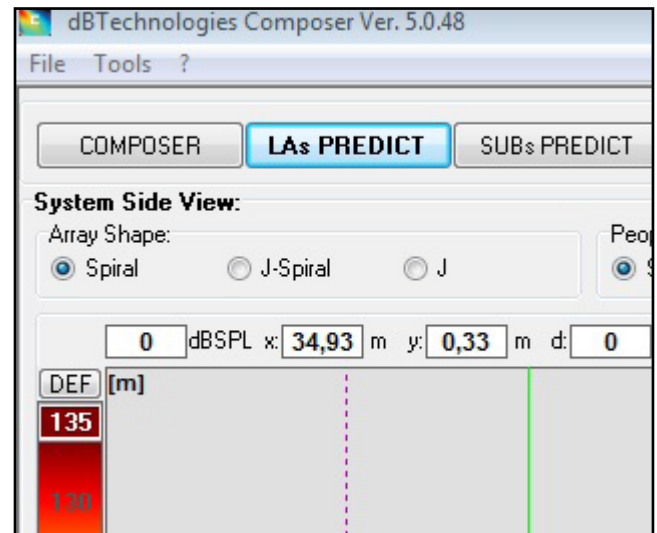 dBTechnologies Composer Ver. 5.0.48
File Tools ?
COMPOSER LAs PREDICT SUBs PREDICT
System Side View:
Array Shape: Peo
Spiral J-Spiral J S
0 dBSPL x: 34,93 m y: 0,33 m d: 0
DEF [m]
135
130